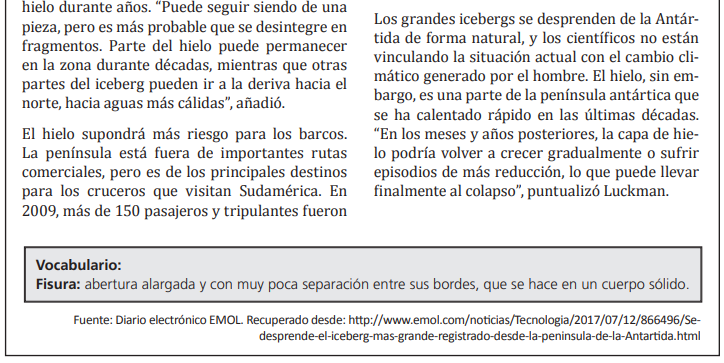 hielo durante años. “Puede seguir siendo de una
pieza, pero es más probable que se desintegre en
fragmentos. Parte del hielo puede permanecer
en la zona durante décadas, mientras que otras
partes del iceberg pueden ir a la deriva hacia el
norte, hacia aguas más cálidas”, añadió.
El hielo supondrá más riesgo para los barcos.
La península está fuera de importantes rutas
comerciales, pero es de los principales destinos
para los cruceros que visitan Sudamérica. En
2009, más de 150 pasajeros y tripulantes fueron
Los grandes icebergs se desprenden de la Antár-
tida de forma natural, y los científicos no están
vinculando la situación actual con el cambio cli-
mático generado por el hombre. El hielo, sin em-
bargo, es una parte de la península antártica que
se ha calentado rápido en las últimas décadas.
“En los meses y años posteriores, la capa de hie-
lo podría volver a crecer gradualmente o sufrir
episodios de más reducción, lo que puede llevar
finalmente al colapso”, puntualizó Luckman.
Vocabulario:
Fisura: abertura alargada y con muy poca separación entre sus bordes, que se hace en un cuerpo sólido.
Fuente: Diario electrónico EMOL. Recuperado desde: http://www.emol.com/noticias/Tecnologia/2017/07/12/866496/Se-
desprende-el-iceberg-mas-grande-registrado-desde-la-peninsula-de-la-Antartida.html